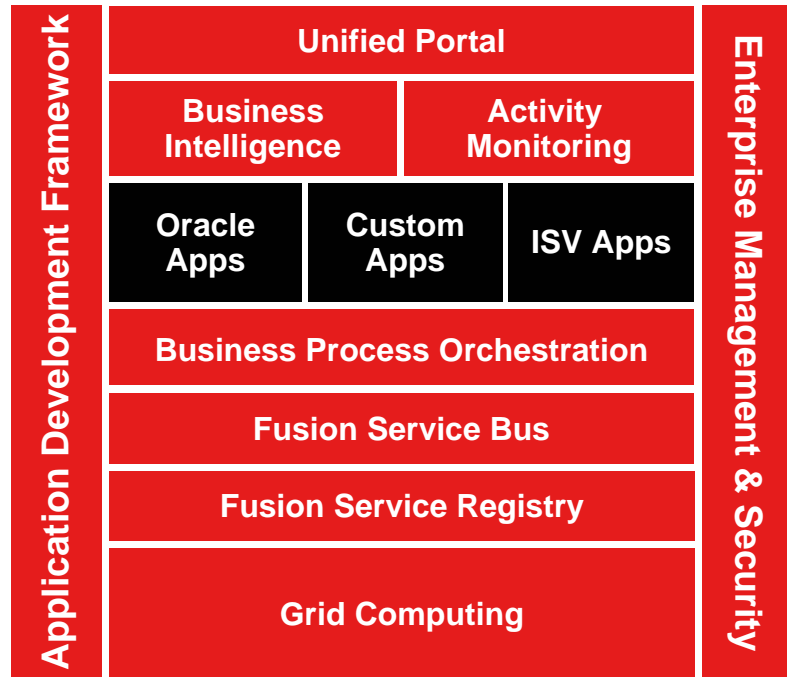 Application Development Framework
Unified Portal
Business
Intelligence
Activity
Monitoring
Oracle
Apps
Custom
Apps
ISV Apps
Business Process Orchestration
Fusion Service Bus
Fusion Service Registry
Grid Computing
Enterprise Management & Security